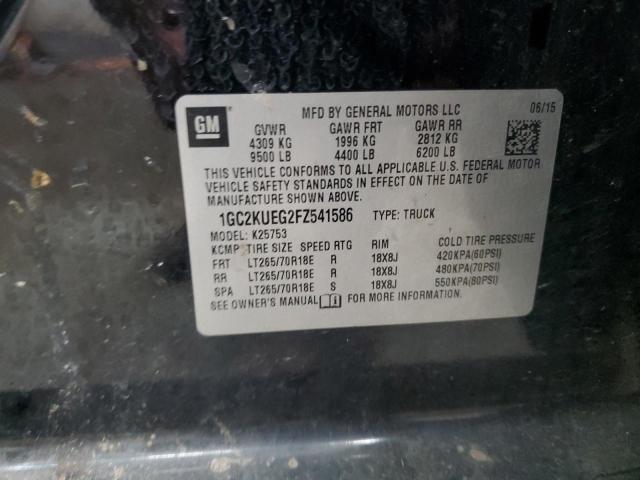 GM
MFD BY GENERAL MOTORS LLC 06/15
GVWR GAWR FRT GAWR RR
4309 KG 1996 KG 2812 KG
9500 LB 4400 LB 6200 LB
THIS VEHICLE CONFORMS TO ALL APPLICABLE U.S. FEDERAL MOTOR
VEHICLE SAFETY STANDARDS IN EFFECT ON THE DATE OF
MANUFACTURE SHOWN ABOVE.
1GC2KUEG2FZ541586 TYPE: TRUCK
MODEL: K25753
KCMP TIRE SIZE SPEED RTG RIM COLD TIRE PRESSURE
FRT LT265/70R18E R 18X8J 420KPA(60PSI)
RR LT265/70R18E R 18X8J 480KPA(70PSI)
SPA LT265/70R18E S 18X8J 550KPA(80PSI)
SEE OWNER'S MANUAL FOR MORE INFORMATION.